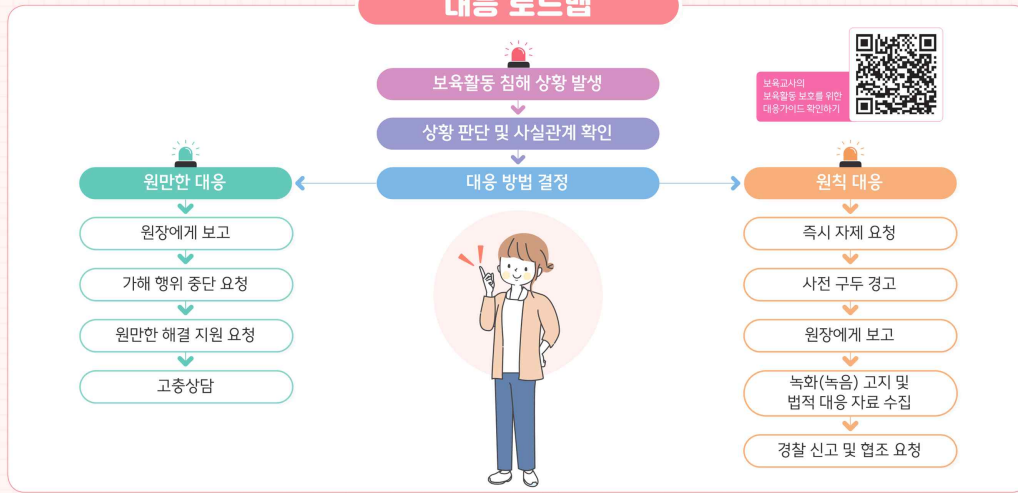 대응 로드맵
보육활동 침해 상황 발생
보육교사의
보육활동 보호를 위한
대응가이드 확인하기
상황 판단 및 사실관계 확인
대응 방법 결정
원만한 대응
원장에게 보고
가해 행위 중단 요청
원만한 해결 지원 요청
고충상담
원칙 대응
즉시 자제 요청
사전 구두 경고
원장에게 보고
녹화(녹음) 고지 및
법적 대응 자료 수집
경찰 신고 및 협조 요청